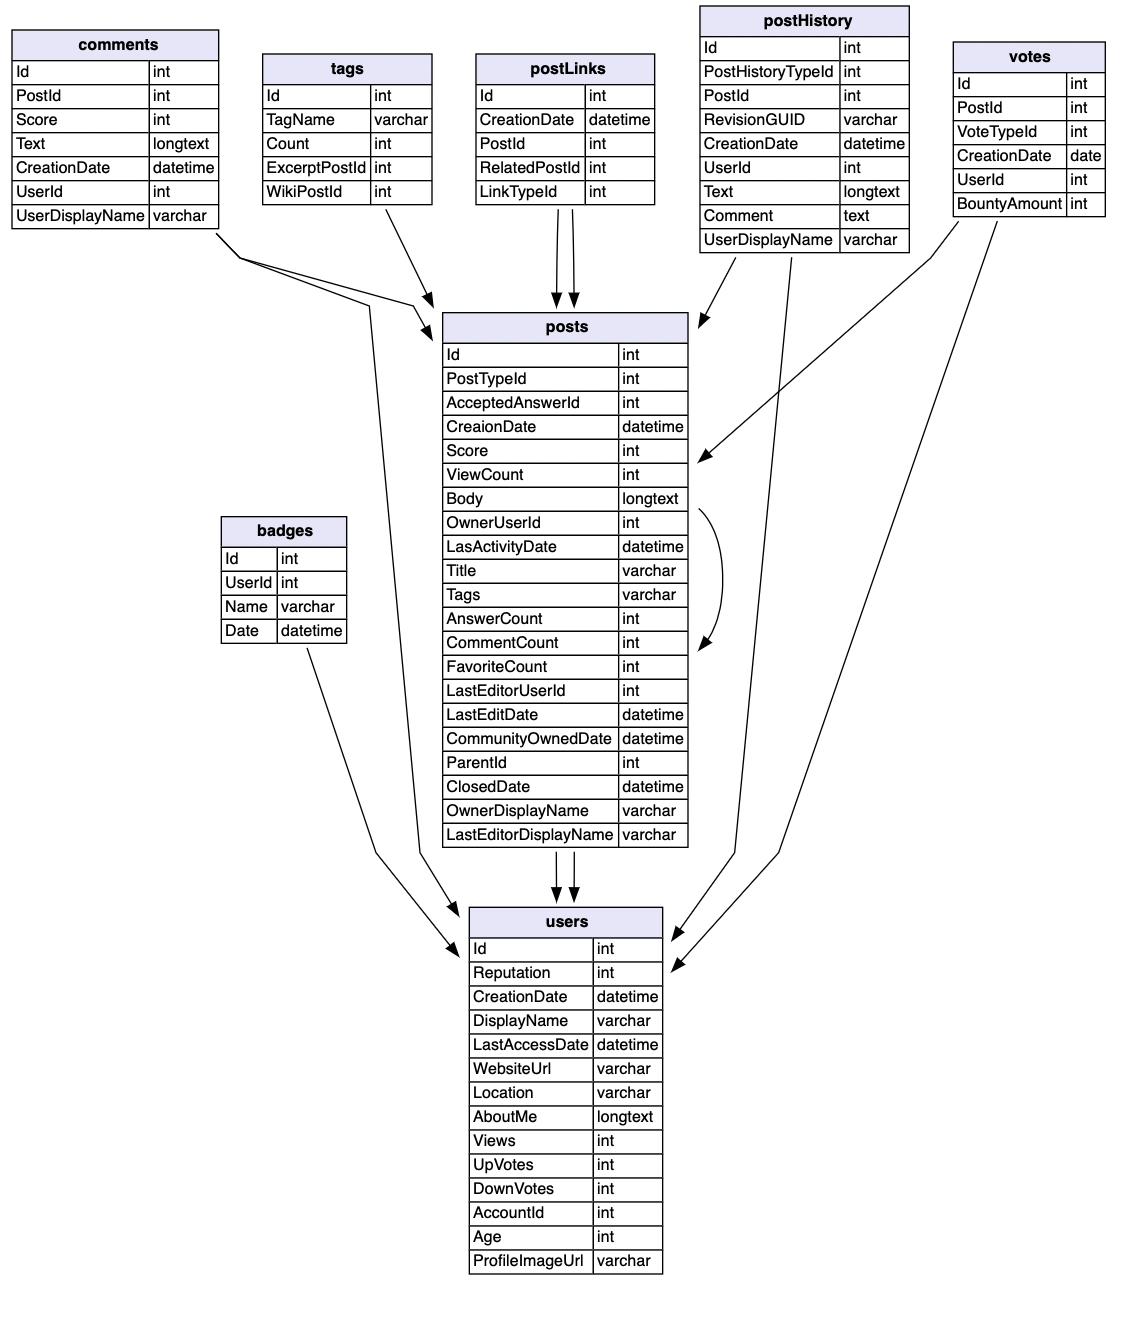 comments
Id int
PostId int
Score int
Text longtext
CreationDate datetime
UserId int
UserDisplayName varchar
tags
Id int
TagName varchar
Count int
ExcerptPostId int
WikiPostId int
postLinks
Id int
CreationDate datetime
PostId int
RelatedPostId int
LinkTypeId int
postHistory
Id int
PostHistoryTypeId int
PostId int
RevisionGUID varchar
CreationDate datetime
UserId int
Text longtext
Comment text
UserDisplayName varchar
votes
Id int
PostId int
VoteTypeId int
CreationDate date
UserId int
BountyAmount int
posts
Id int
PostTypeId int
AcceptedAnswerId int
CreaionDate datetime
Score int
ViewCount int
Body longtext
OwnerUserId int
LasActivityDate datetime
Title varchar
Tags varchar
AnswerCount int
CommentCount int
FavoriteCount int
LastEditorUserId int
LastEditDate datetime
CommunityOwnedDate datetime
ParentId int
ClosedDate datetime
OwnerDisplayName varchar
LastEditorDisplayName varchar
badges
Id int
UserId int
Name varchar
Date datetime
users
Id int
Reputation int
CreationDate datetime
DisplayName varchar
LastAccessDate datetime
WebsiteUrl varchar
Location varchar
AboutMe longtext
Views int
UpVotes int
DownVotes int
AccountId int
Age int
ProfileImageUrl varchar